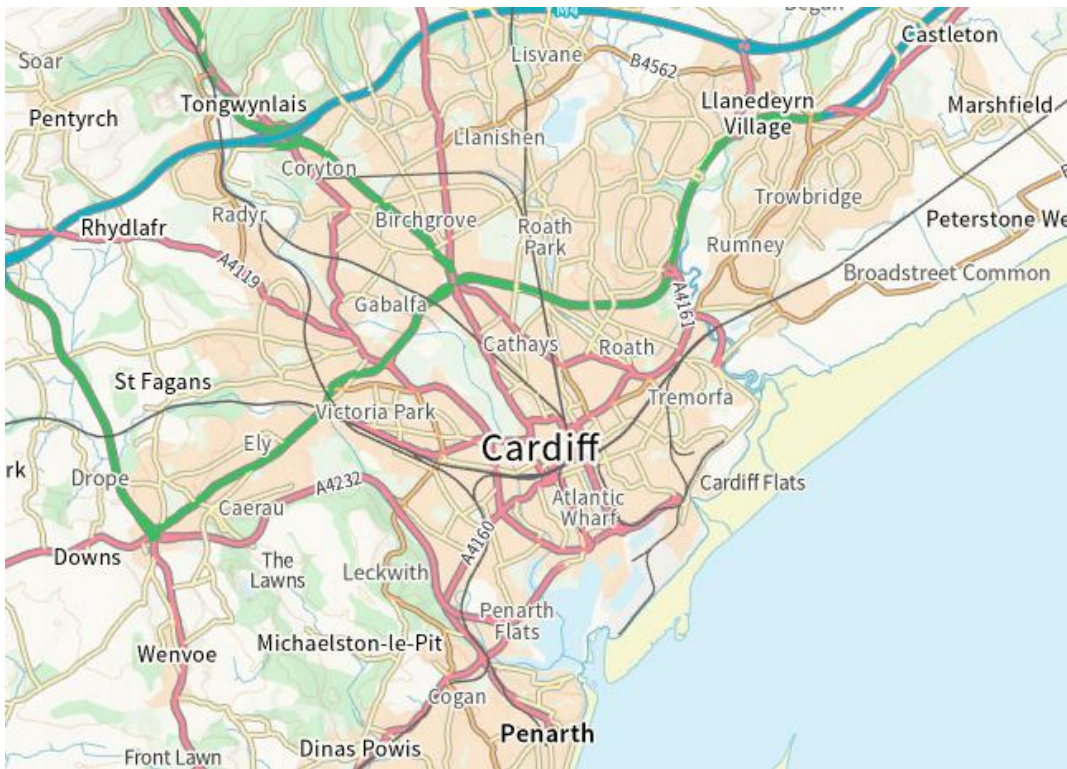 M4
Began
Castleton
Soar
Lisvane
B4562
Tongwynlais
Llanedeyrn
Village
Marshfield
Pentyrch
Llanishen
Coryton
Trowbridge
Radyr
Birchgrove
Roath
Park
Peterstone We
Rhydlafr
Rumney
A4119
Broadstreet Common
Gabalfa
A4161
Cathays
Roath
St Fagans
Tremorfa
Victoria Park
Ely
Cardiff
rk
Drope
A4232
Cardiff Flats
Caerau
Atlantic
Wharf
A4160
Downs
The
Lawns
Leckwith
Penarth
Flats
Michaelston-le-Pit
Wenvoe
Cogan
Penarth
Dinas Powis
Front Lawn